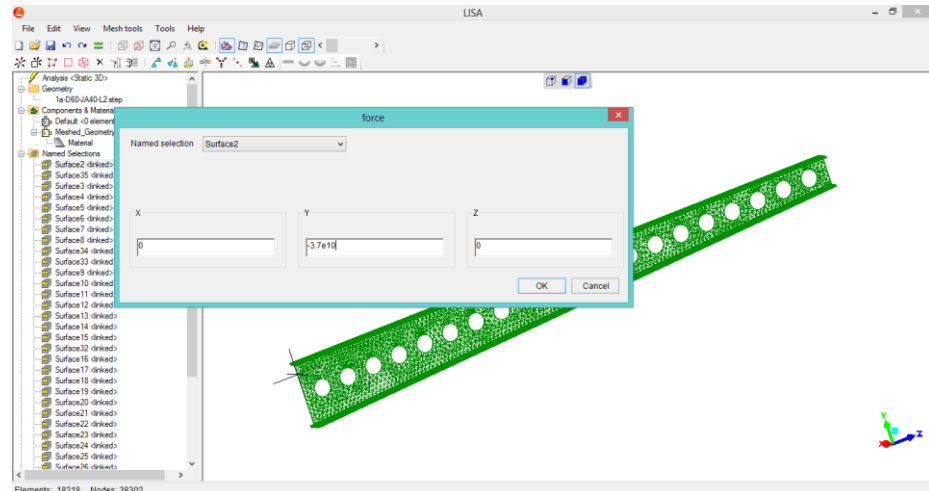 LISA
File Edit View Mesh tools Tools Help
Analysis <Static 3D>
Geometry
1a-D60-JA40-L2.step
Components & Materia
Default <0 element
Meshed_Geometry
Material
Named Selections
Surface2 <linked>
Surface35 <linked
Surface3 <linked>
Surface4 <linked>
Surface5 <linked>
Surface6 <linked>
Surface7 <linked>
Surface8 <linked>
Surface34 <linked
Surface33 <linked
Surface9 <linked>
Surface10 <linked
Surface11 <linked
Surface12 <linked
Surface13 <linked>
Surface14 <linked>
Surface15 <linked>
Surface32 <linked>
Surface16 <linked>
Surface17 <linked>
Surface18 <linked>
Surface19 <linked>
Surface20 <linked>
Surface21 <linked>
Surface22 <linked>
Surface23 <linked>
Surface24 <linked>
Surface25 <linked>
Surface26 <linked>
force
Named selection Surface2
X Y Z
0 -3.7e10 0
OK Cancel
Y
X Z
Elements: 18218 Nodes: 38302